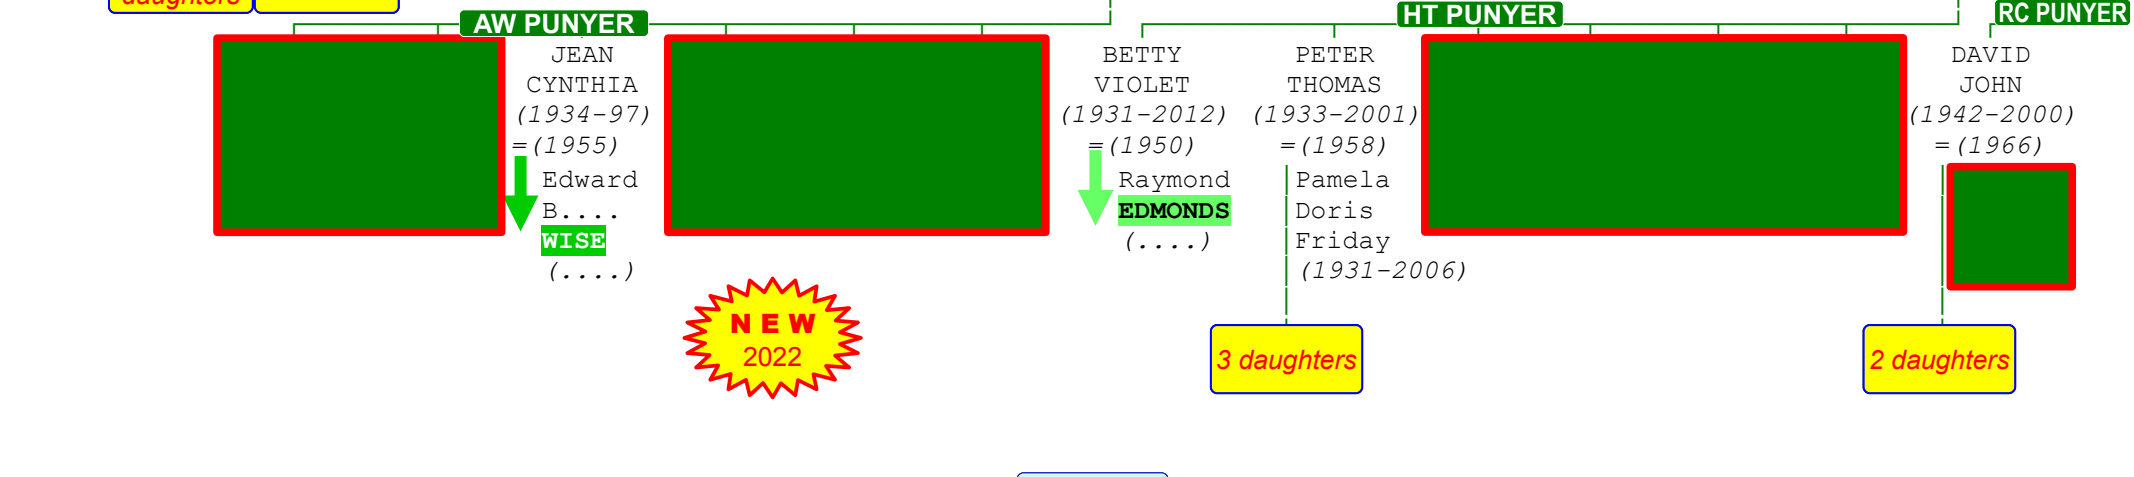 daughters
AW PUNYER
HT PUNYER
RC PUNYER
JEAN
CYNTHIA
(1934-97)
=(1955)
Edward
B....
WISE
(....)
BETTY
VIOLET
(1931-2012)
=(1950)
Raymond
EDMONDS
(....)
PETER
THOMAS
(1933-2001)
=(1958)
Pamela
Doris
Friday
(1931-2006)
DAVID
JOHN
(1942-2000)
=(1966)
NEW
2022
3 daughters
2 daughters